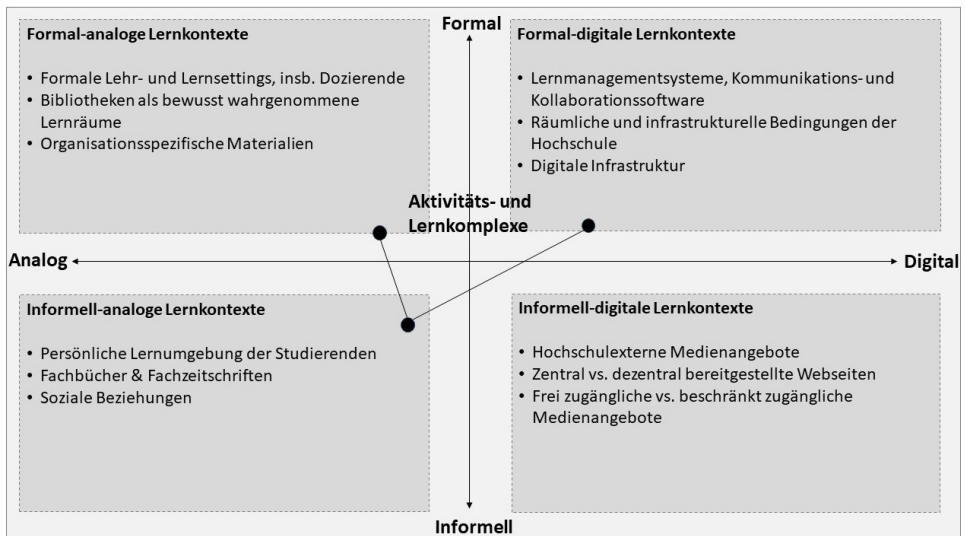 Formal
Formal-analoge Lernkontexte
• Formale Lehr- und Lernsettings, insb. Dozierende
• Bibliotheken als bewusst wahrgenommene
Lernräume
• Organisationsspezifische Materialien
Formal-digitale Lernkontexte
• Lernmanagementsysteme, Kommunikations- und
Kollaborationssoftware
• Räumliche und infrastrukturelle Bedingungen der
Hochschule
• Digitale Infrastruktur
Aktivitäts- und
Lernkomplexe
Analog
Digital
Informell-analoge Lernkontexte
• Persönliche Lernumgebung der Studierenden
• Fachbücher & Fachzeitschriften
• Soziale Beziehungen
Informell-digitale Lernkontexte
• Hochschulexterne Medienangebote
• Zentral vs. dezentral bereitgestellte Webseiten
• Frei zugängliche vs. beschränkt zugängliche
Medienangebote
Informell